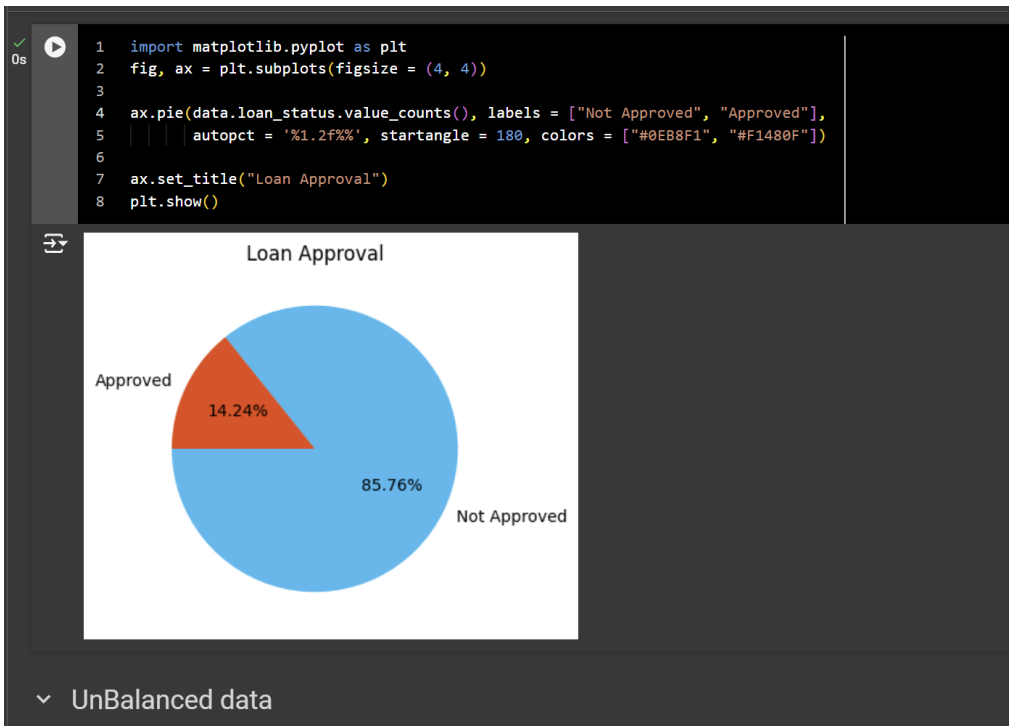 0s
1 import matplotlib.pyplot as plt
2 fig, ax = plt.subplots(figsize = (4, 4))
3
4 ax.pie(data.loan_status.value_counts(), labels = ["Not Approved", "Approved"],
5 autopct = '%1.2f%%', startangle = 180, colors = ["#0EB8F1", "#F1480F"])
6
7 ax.set_title("Loan Approval")
8 plt.show()
Loan Approval
Approved
14.24%
85.76%
Not Approved
UnBalanced data